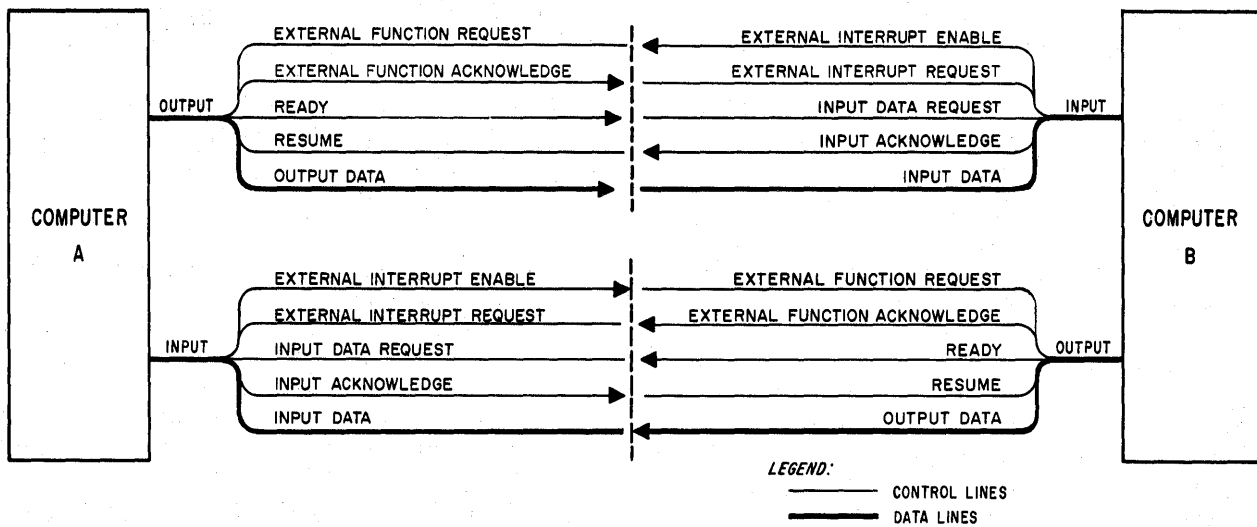 EXTERNAL FUNCTION REQUEST
EXTERNAL INTERRUPT ENABLE
EXTERNAL FUNCTION ACKNOWLEDGE
EXTERNAL INTERRUPT REQUEST
OUTPUT
READY
INPUT DATA REQUEST
INPUT
RESUME
INPUT ACKNOWLEDGE
OUTPUT DATA
INPUT DATA
COMPUTER
A
COMPUTER
B
EXTERNAL INTERRUPT ENABLE
EXTERNAL FUNCTION REQUEST
EXTERNAL INTERRUPT REQUEST
EXTERNAL FUNCTION ACKNOWLEDGE
INPUT
INPUT DATA REQUEST
READY
OUTPUT
INPUT ACKNOWLEDGE
RESUME
INPUT DATA
OUTPUT DATA
LEGEND:
CONTROL LINES
DATA LINES